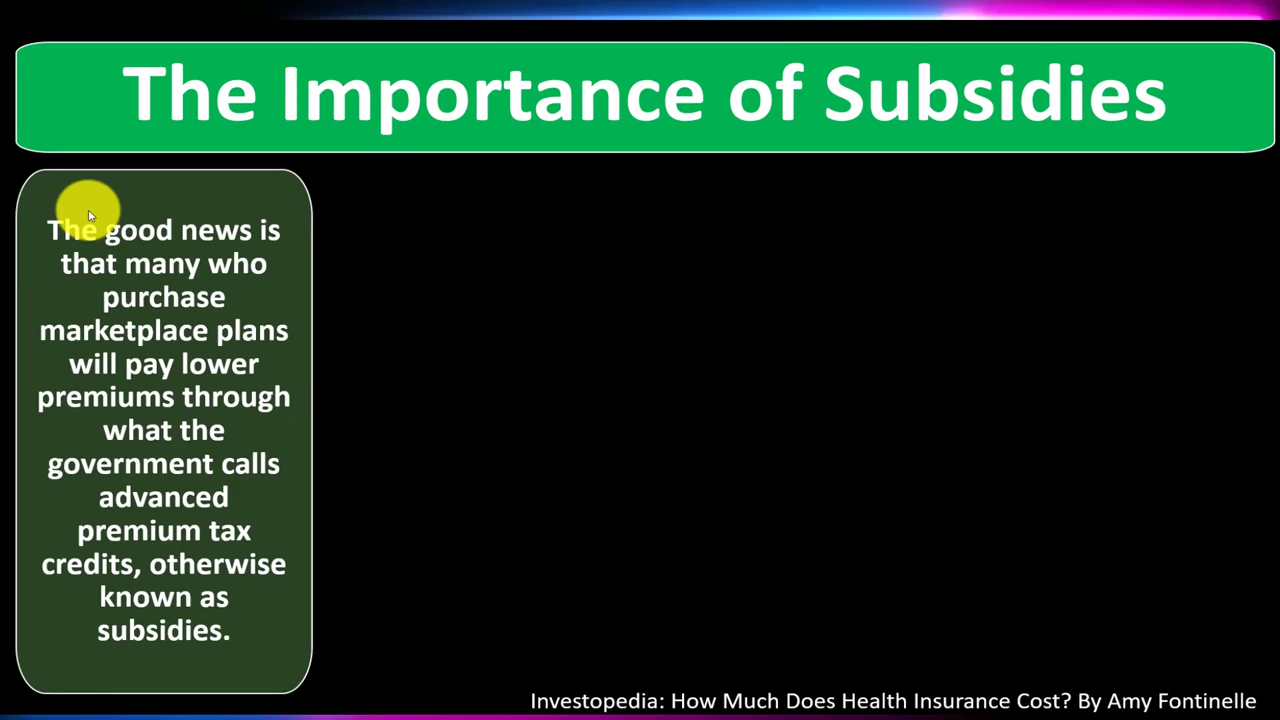 The Importance of Subsidies
The good news is
that many who
purchase
marketplace plans
will pay lower
premiums through
what the
government calls
advanced
premium tax
credits, otherwise
known as
subsidies.
Investopedia: How Much Does Health Insurance Cost? By Amy Fontinelle